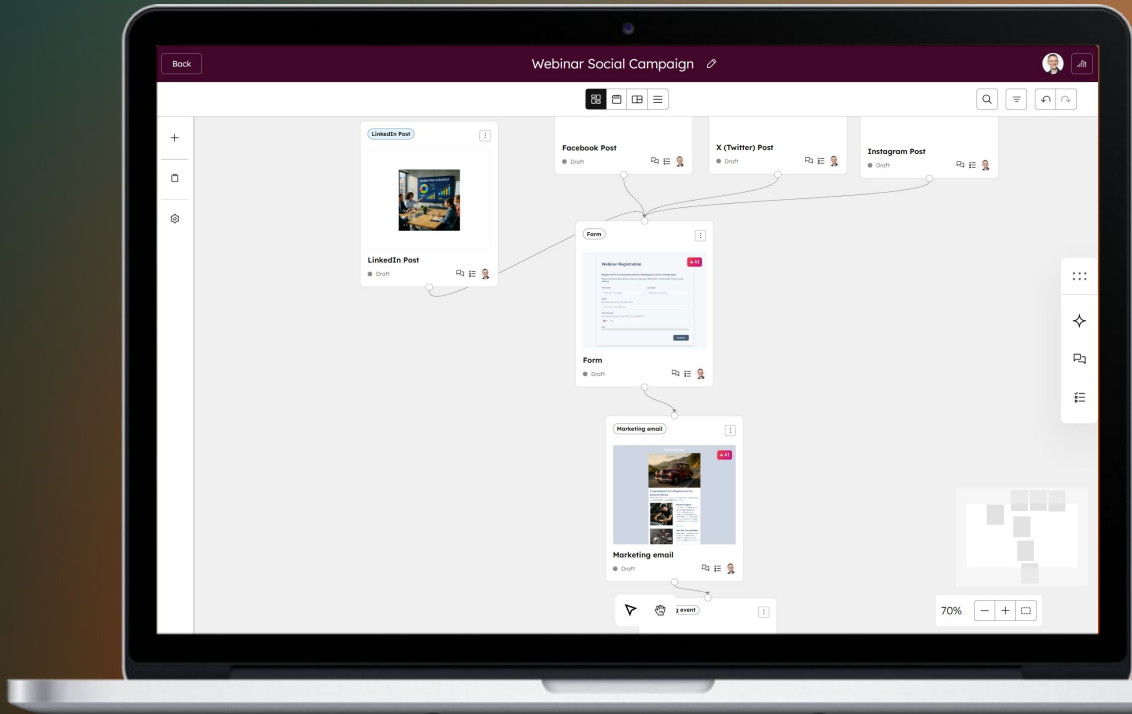 Back
Webinar Social Campaign
LinkedIn Post
LinkedIn Post
Draft
Facebook Post
Draft
X (Twitter) Post
Draft
Instagram Post
Draft
Form
Webinar Registration
+ AI
Form
Draft
Marketing email
+ AI
Marketing email
Draft
g event
70%